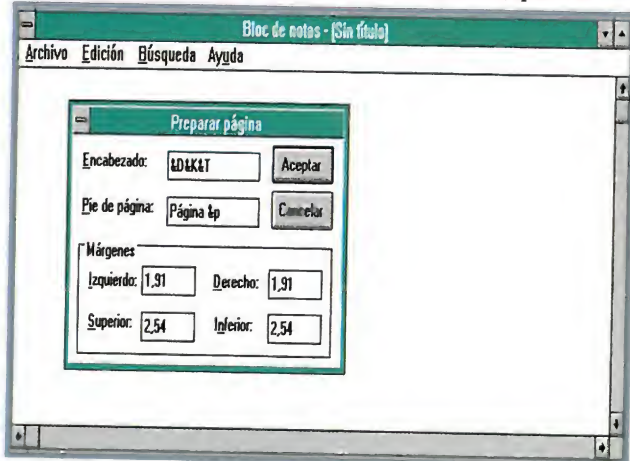 Bloc de notas - [Sin título]
Archivo Edición Búsqueda Ayuda
Preparar página
Encabezado: &D&K&T Aceptar
Pie de página: Página &p Cancelar
Márgenes
Izquierdo: 1,91 Derecho: 1,91
Superior: 2,54 Inferior: 2,54